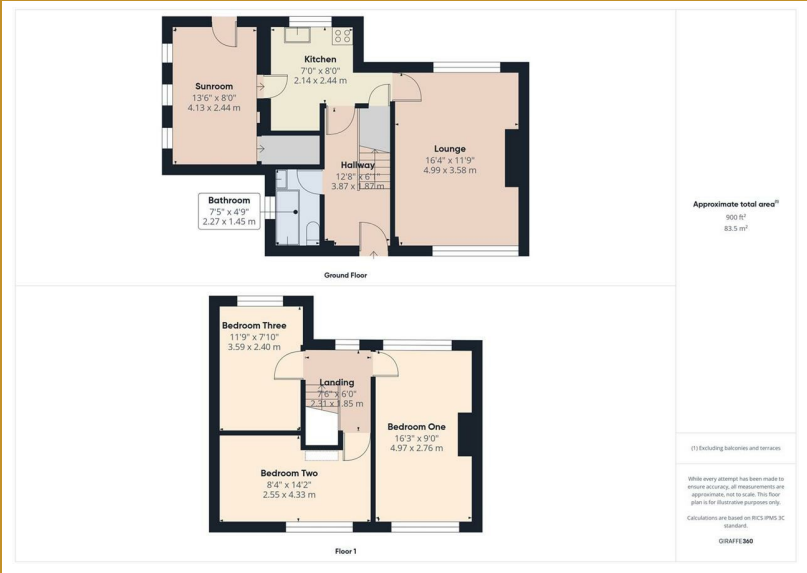 Sunroom
13'6" x 8'0"
4.13 x 2.44 m
Kitchen
7'0" x 8'0"
2.14 x 2.44 m
Lounge
16'4" x 11'9"
4.99 x 3.58 m
Hallway
12'8" x 6'1"
3.87 x 1.87 m
Bathroom
7'5" x 4'9"
2.27 x 1.45 m
Ground Floor
Bedroom Three
11'9" x 7'10"
3.59 x 2.40 m
Landing
7'6" x 6'0"
2.31 x 1.85 m
Bedroom One
16'3" x 9'0"
4.97 x 2.76 m
Bedroom Two
8'4" x 14'2"
2.55 x 4.33 m
Floor 1
Approximate total area(1)
900 ft²
83.5 m²
(1) Excluding balconies and terraces
While every attempt has been made to
ensure accuracy, all measurements are
approximate, not to scale. This floor
plan is for illustrative purposes only.
Calculations are based on RICS IPMS 3C
standard.
GIRAFFE360